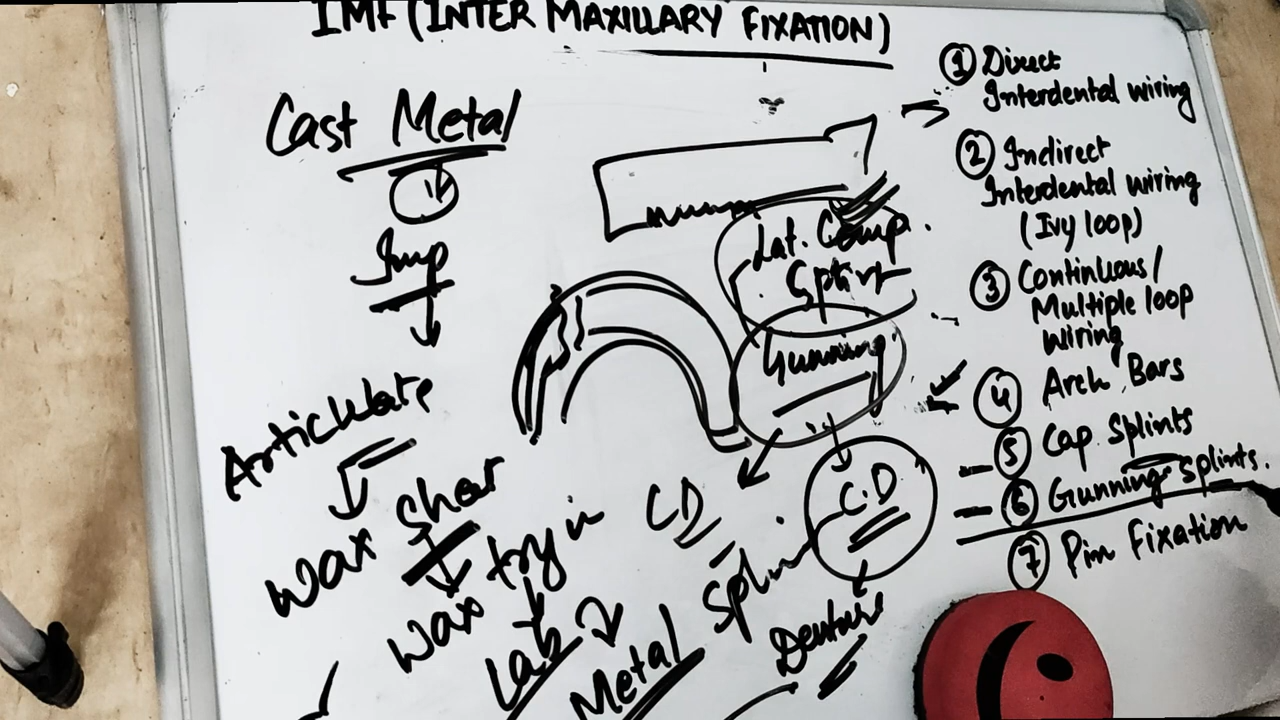 IMF (INTER MAXILLARY FIXATION)
Cast Metal
Imp
Articulate
Wax Sheet
Wax try in
Lab
Metal
Lat. Comp.
Splint
Gunning
CD
C.D
Splint
Denture
① Direct
Interdental wiring
② Indirect
Interdental wiring
(Ivy loop)
③ Continuous/
Multiple loop
wiring
④ Arch Bars
⑤ Cap Splints
⑥ Gunning Splints.
⑦ Pin Fixation